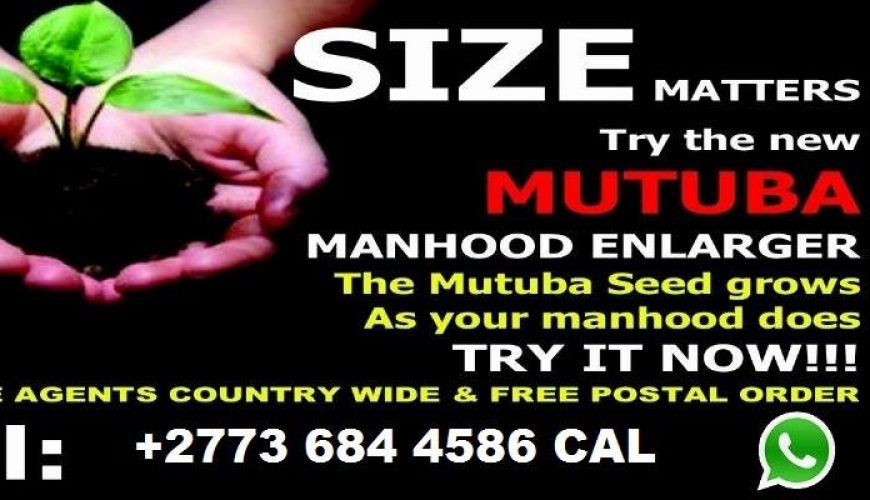 SIZE MATTERS
Try the new
MUTUBA
MANHOOD ENLARGER
The Mutuba Seed grows
As your manhood does
TRY IT NOW!!!
AGENTS COUNTRY WIDE & FREE POSTAL ORDER
+2773 684 4586 CAL